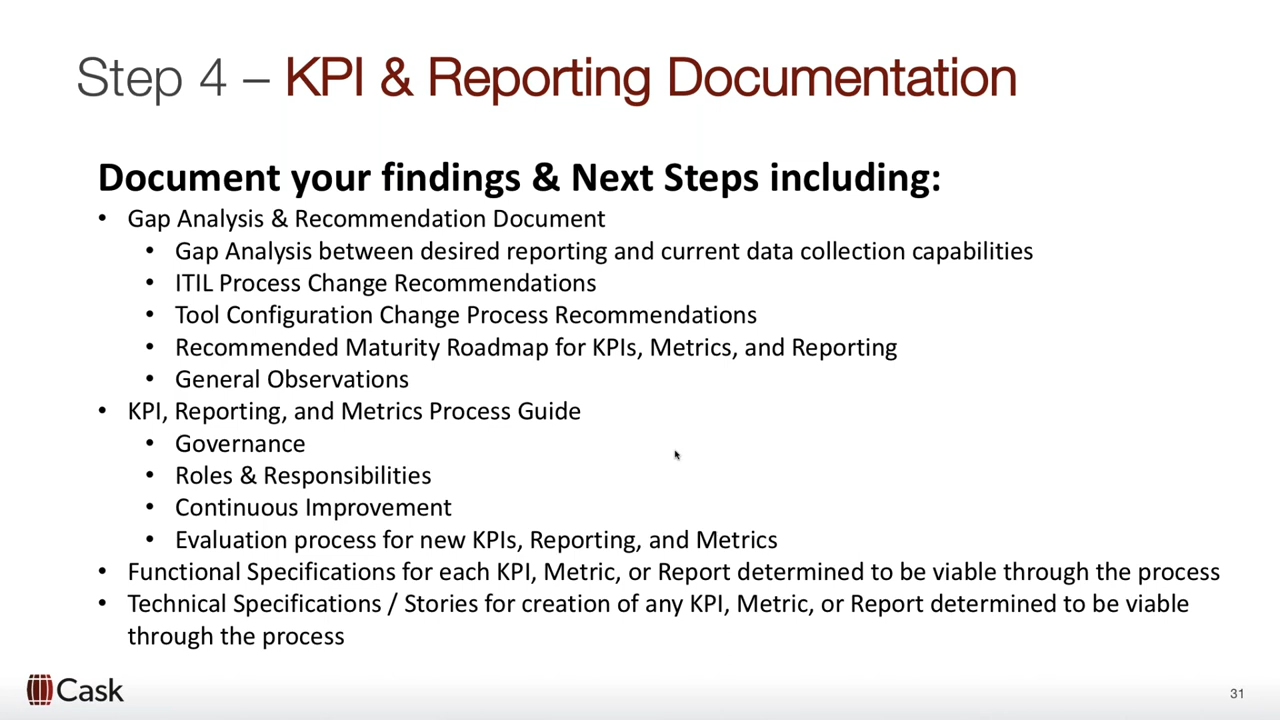 Step 4 – KPI & Reporting Documentation
Document your findings & Next Steps including:
• Gap Analysis & Recommendation Document
• Gap Analysis between desired reporting and current data collection capabilities
• ITIL Process Change Recommendations
• Tool Configuration Change Process Recommendations
• Recommended Maturity Roadmap for KPIs, Metrics, and Reporting
• General Observations
• KPI, Reporting, and Metrics Process Guide
• Governance
• Roles & Responsibilities
• Continuous Improvement
• Evaluation process for new KPIs, Reporting, and Metrics
• Functional Specifications for each KPI, Metric, or Report determined to be viable through the process
• Technical Specifications / Stories for creation of any KPI, Metric, or Report determined to be viable
through the process
Cask
31